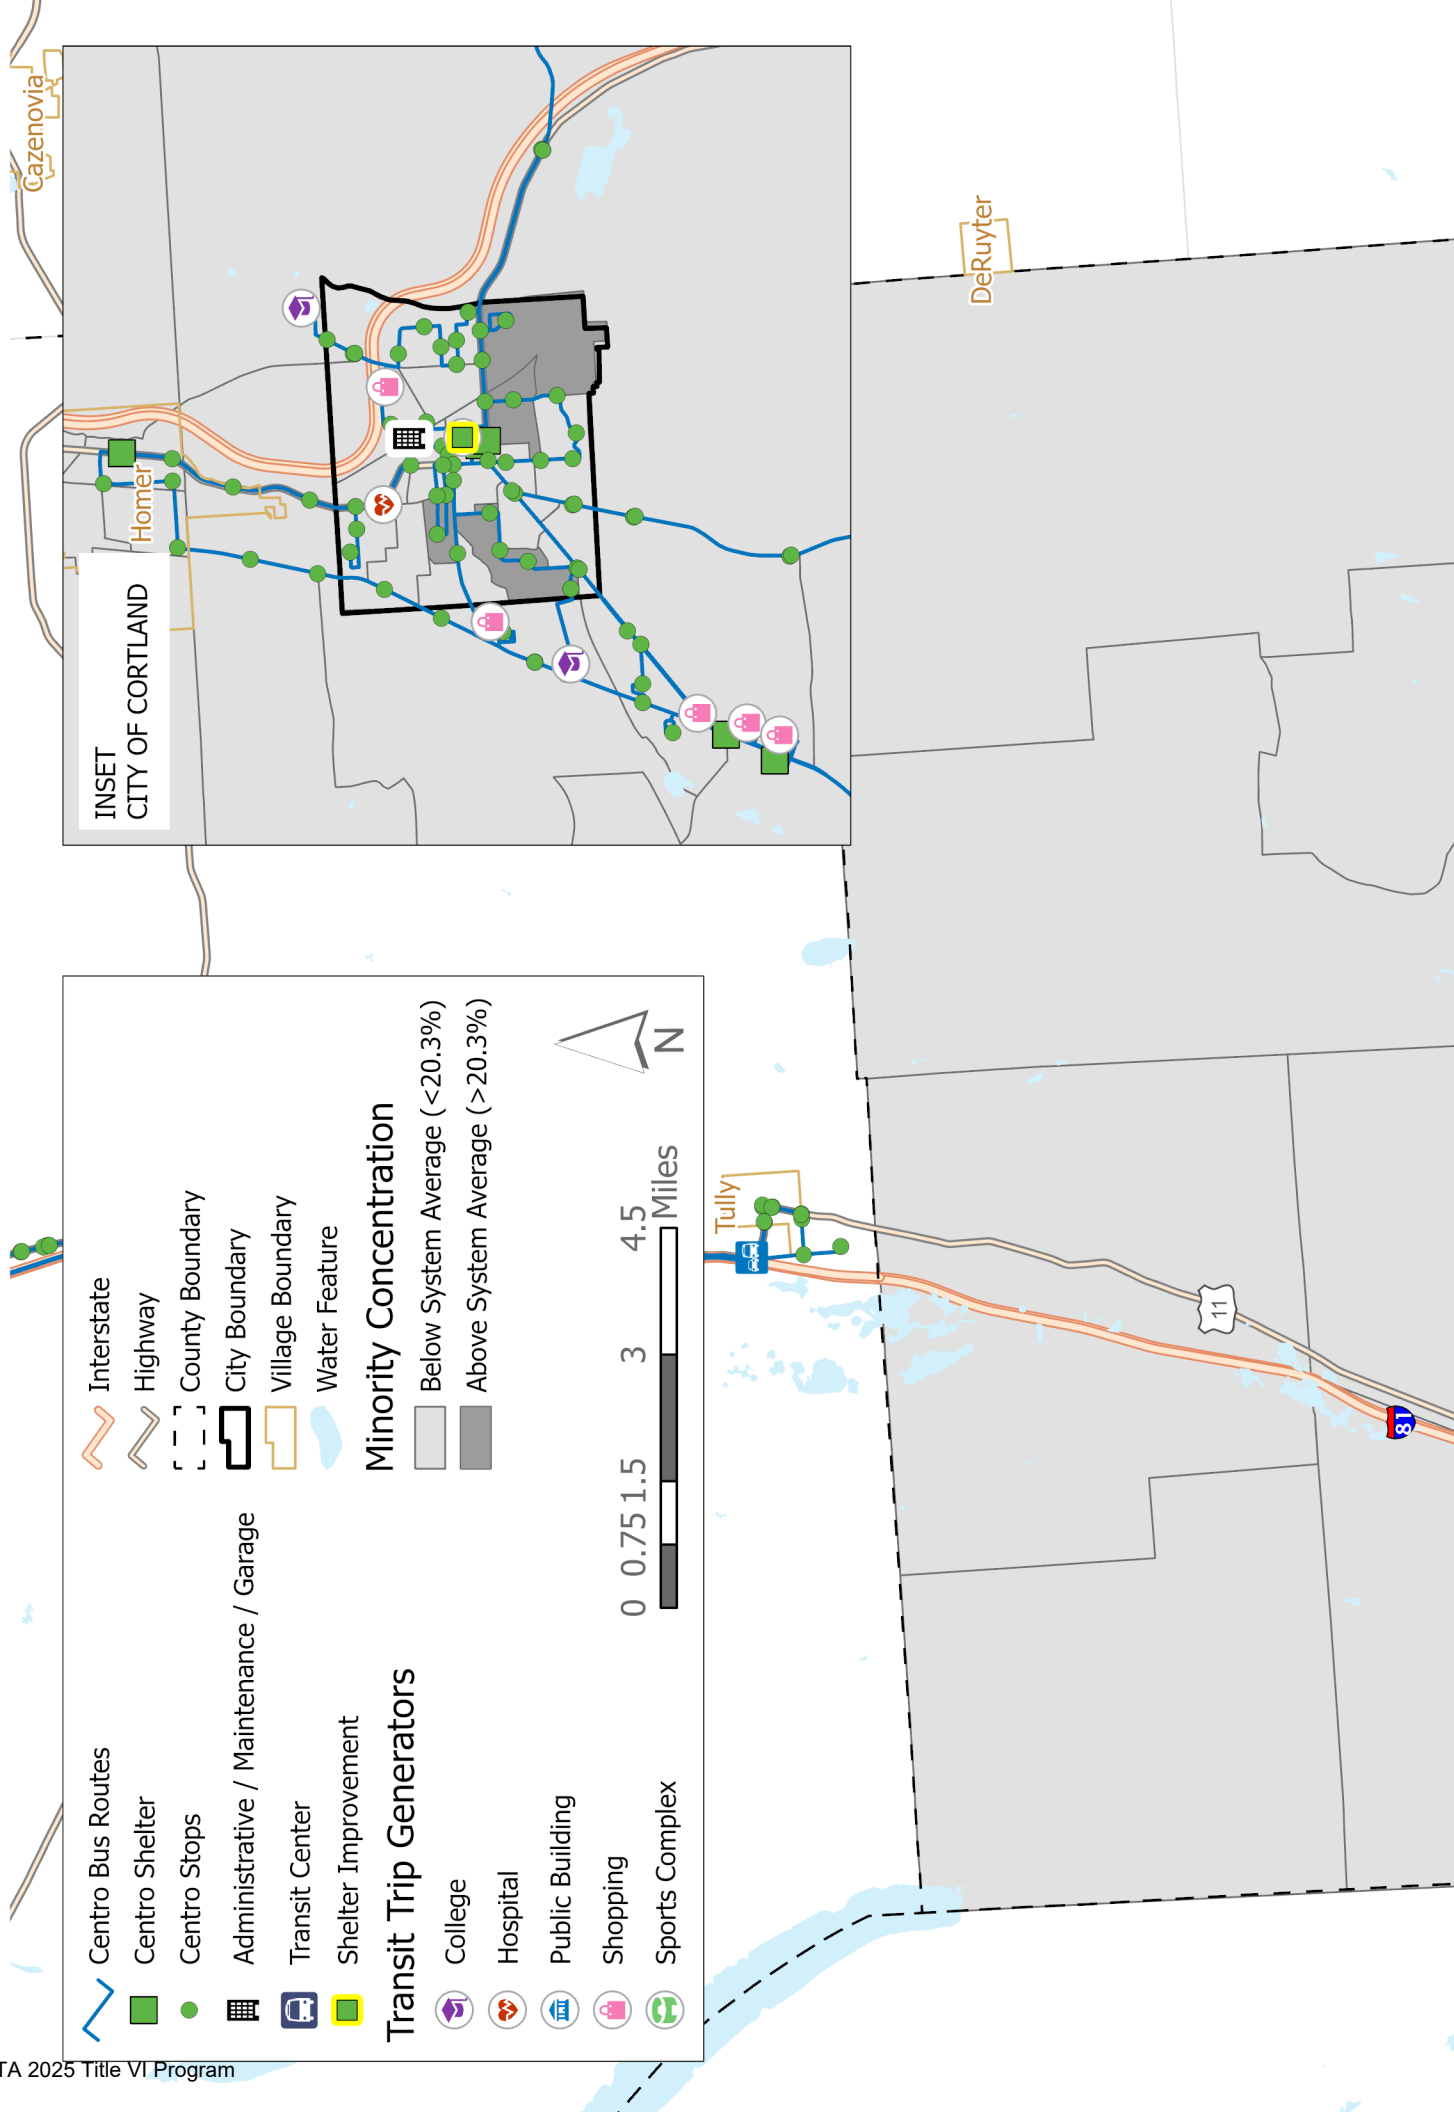 Cazenovia
INSET
CITY OF CORTLAND
Homer
DeRuyter
Centro Bus Routes
Centro Shelter
Centro Stops
Administrative / Maintenance / Garage
Transit Center
Shelter Improvement
Transit Trip Generators
College
Hospital
Public Building
Shopping
Sports Complex
Interstate
Highway
County Boundary
City Boundary
Village Boundary
Water Feature
Minority Concentration
Below System Average (<20.3%)
Above System Average (>20.3%)
0 0.75 1.5 3 4.5
Miles
N
Tully
11
81
TA 2025 Title VI Program